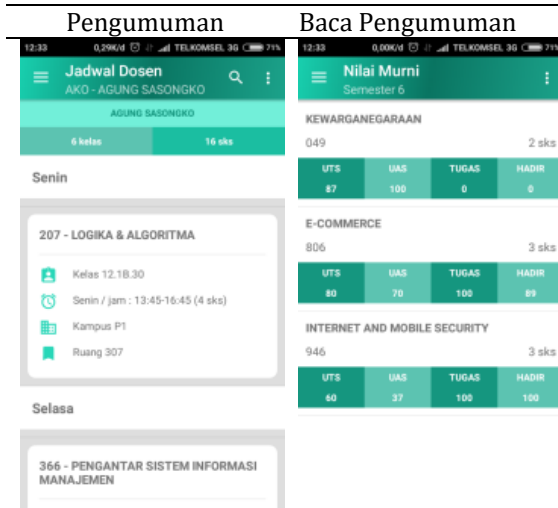 Pengumuman
Baca Pengumuman
12:33 0,29K/d TELKOMSEL 3G 71%
Jadwal Dosen
AKO - AGUNG SASONGKO
AGUNG SASONGKO
6 kelas 16 sks
Senin
207 - LOGIKA & ALGORITMA
Kelas 12.1B.30
Senin / jam : 13:45-16:45 (4 sks)
Kampus P1
Ruang 307
Selasa
366 - PENGANTAR SISTEM INFORMASI
MANAJEMEN
12:33 0,00K/d TELKOMSEL 3G 71%
Nilai Murni
Semester 6
KEWARGANEGARAAN
049 2 sks
UTS UAS TUGAS HADIR
87 100 0 0
E-COMMERCE
806 3 sks
UTS UAS TUGAS HADIR
80 70 100 89
INTERNET AND MOBILE SECURITY
946 3 sks
UTS UAS TUGAS HADIR
60 37 100 100